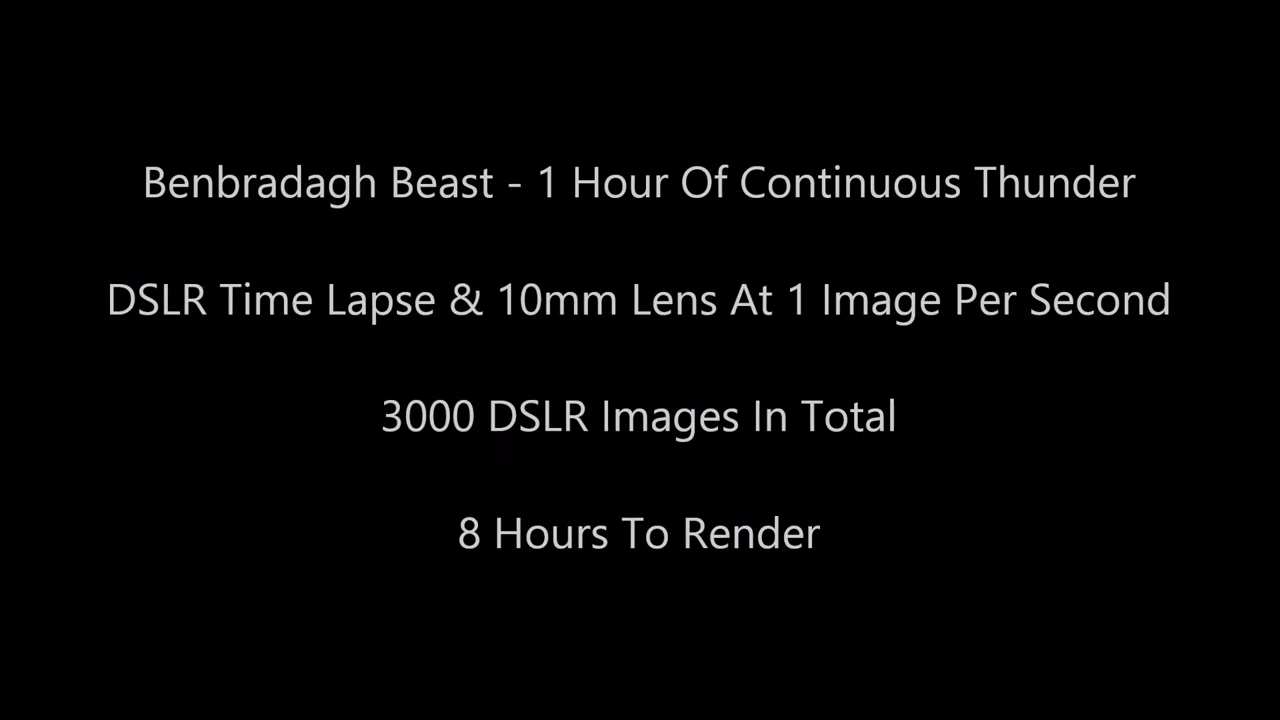 Benbradagh Beast - 1 Hour Of Continuous Thunder
DSLR Time Lapse & 10mm Lens At 1 Image Per Second
3000 DSLR Images In Total
8 Hours To Render